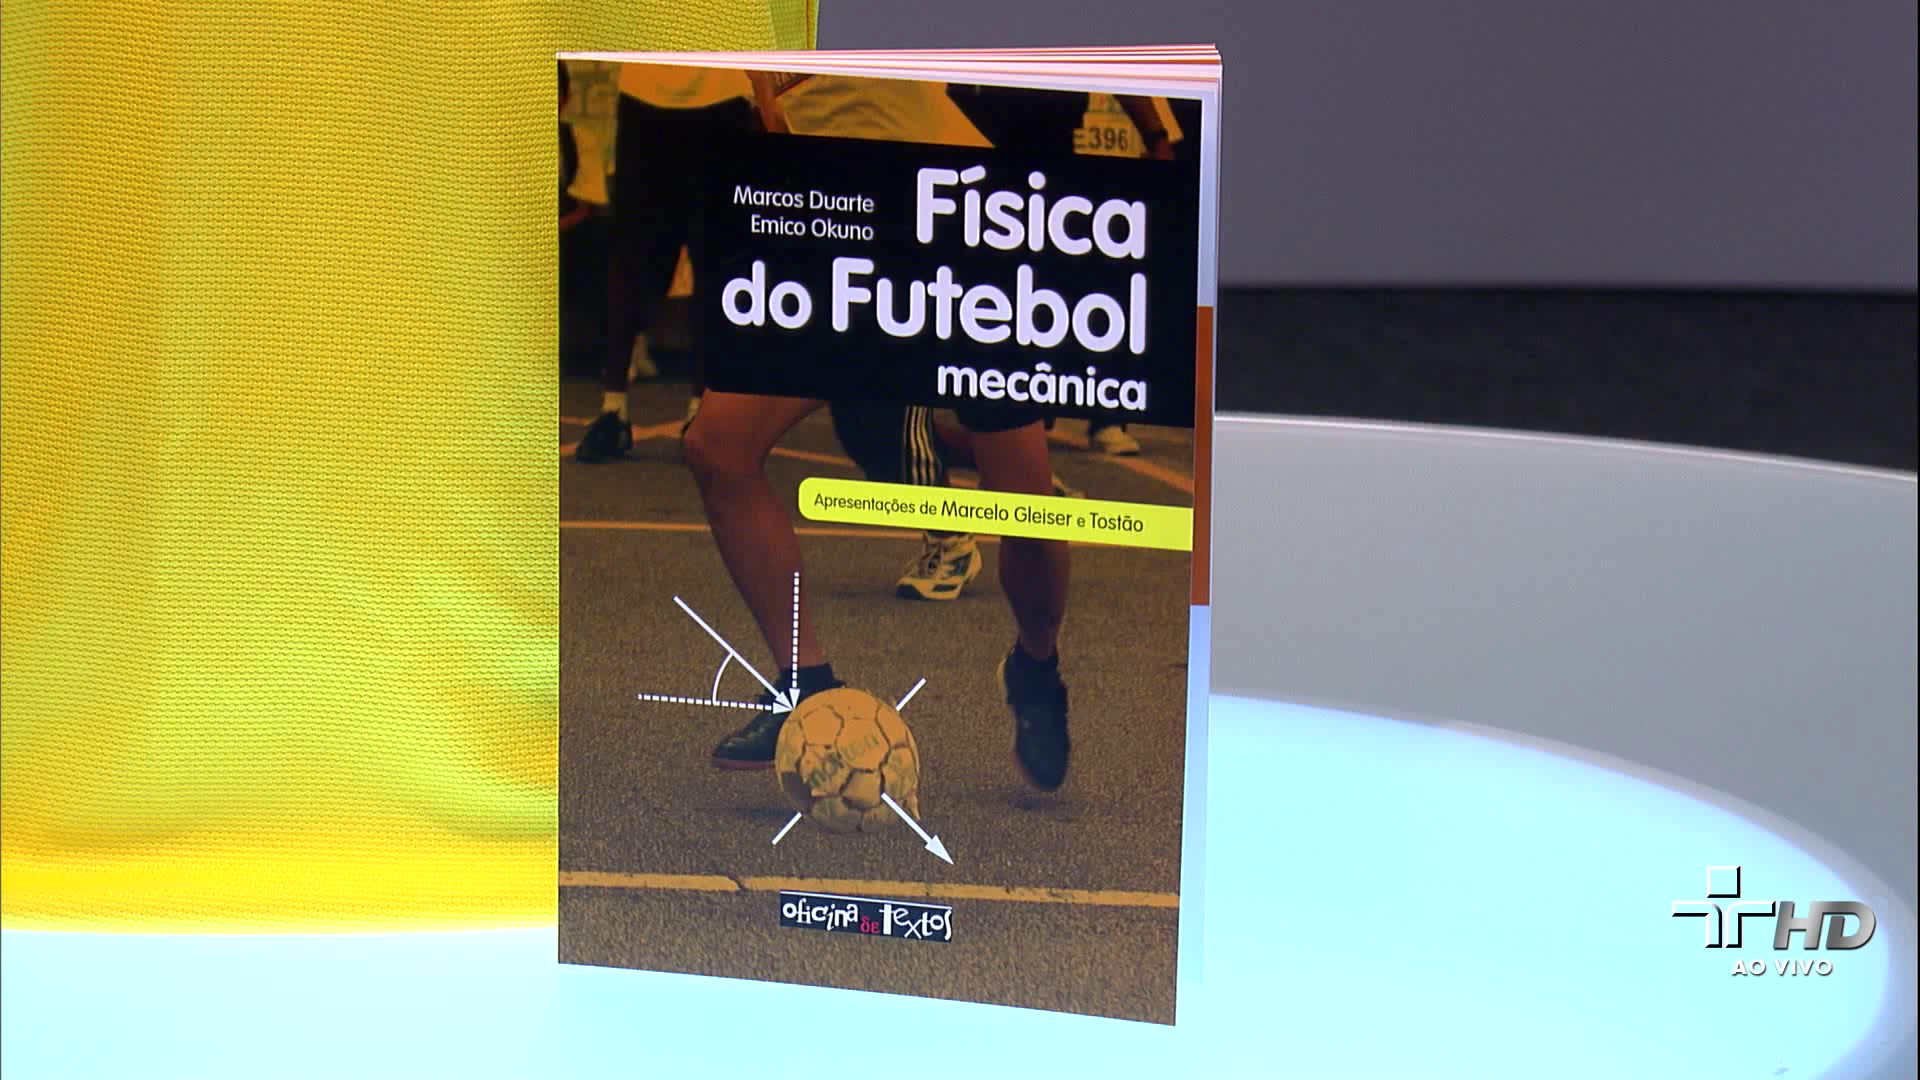 396
Marcos Duarte
Emico Okuno
Física
do Futebol
mecânica
Apresentações de Marcelo Gleiser e Tostão
oficina de textos
HD
AO VIVO